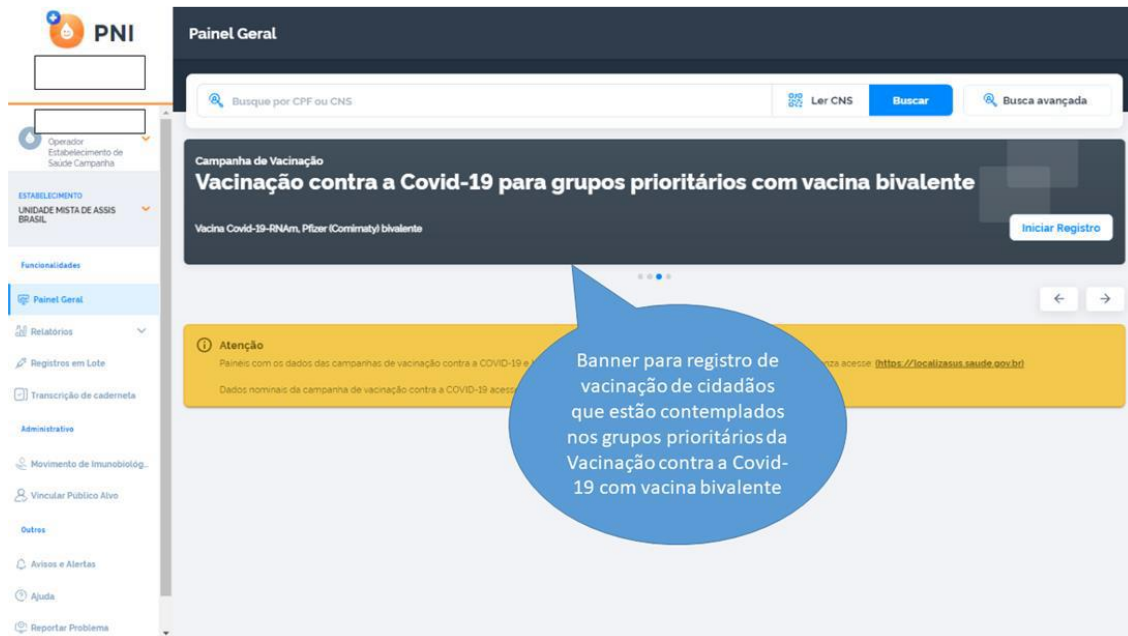 PNI
Operador
Estabelecimento de
Saúde Campanha
ESTABELECIMENTO
UNIDADE MISTA DE ASSIS
BRASIL
Funcionalidades
Painel Geral
Relatórios
Registros em Lote
Transcrição de caderneta
Administrativo
Movimento de Imunobiológ...
Vincular Público Alvo
Outros
Avisos e Alertas
Ajuda
Reportar Problema
Painel Geral
Busque por CPF ou CNS
Ler CNS
Buscar
Busca avançada
Campanha de Vacinação
Vacinação contra a Covid-19 para grupos prioritários com vacina bivalente
Vacina Covid-19-RNAm, Pfizer (Comirnaty) bivalente
Iniciar Registro
Atenção
Painéis com os dados das campanhas de vacinação contra a COVID-19 e acesse: (https://localizasus.saude.gov.br)
Dados nominais da campanha de vacinação contra a COVID-19
Banner para registro de
vacinação de cidadãos
que estão contemplados
nos grupos prioritários da
Vacinação contra a Covid-
19 com vacina bivalente